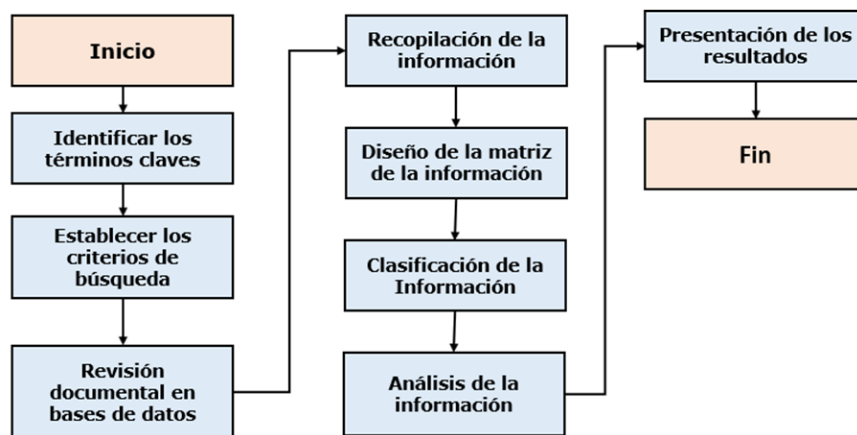 Inicio
Identificar los
términos claves
Establecer los
criterios de
búsqueda
Revisión
documental en
bases de datos
Recopilación de la
información
Diseño de la matriz
de la información
Clasificación de la
Información
Análisis de la
información
Presentación de los
resultados
Fin